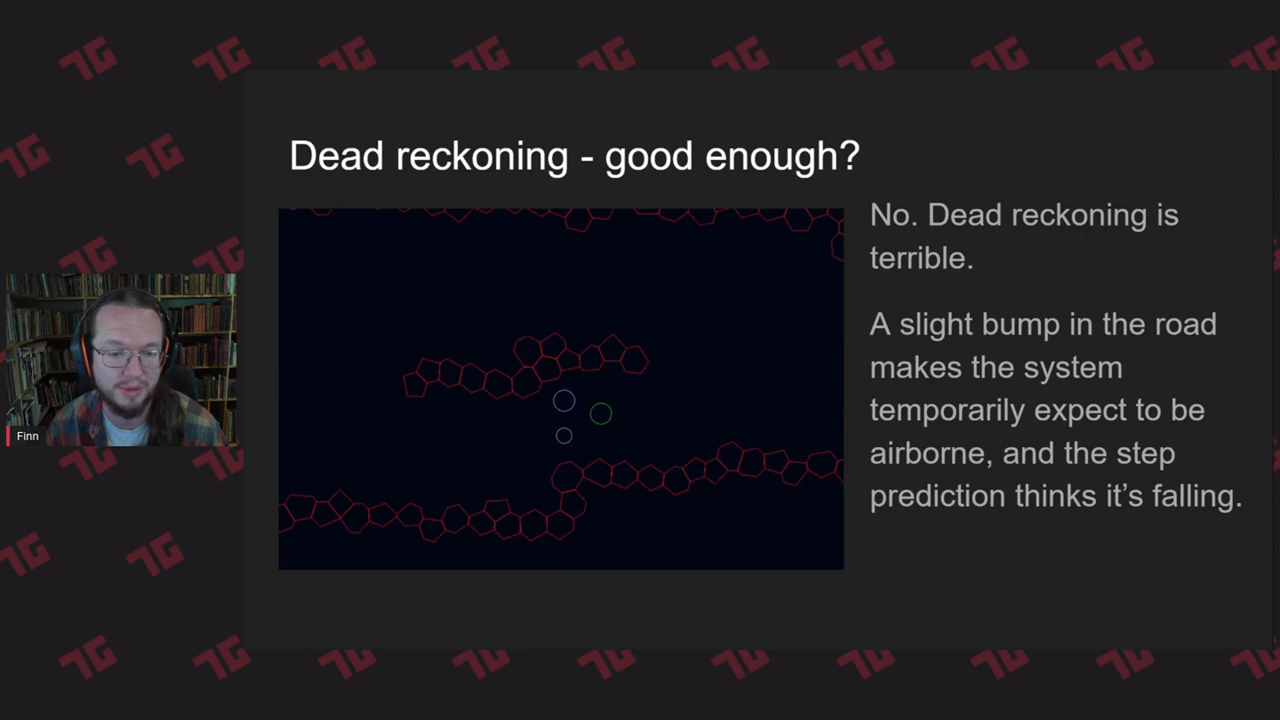 Dead reckoning - good enough?
No. Dead reckoning is
terrible.
A slight bump in the road
makes the system
temporarily expect to be
airborne, and the step
prediction thinks it’s falling.
Finn